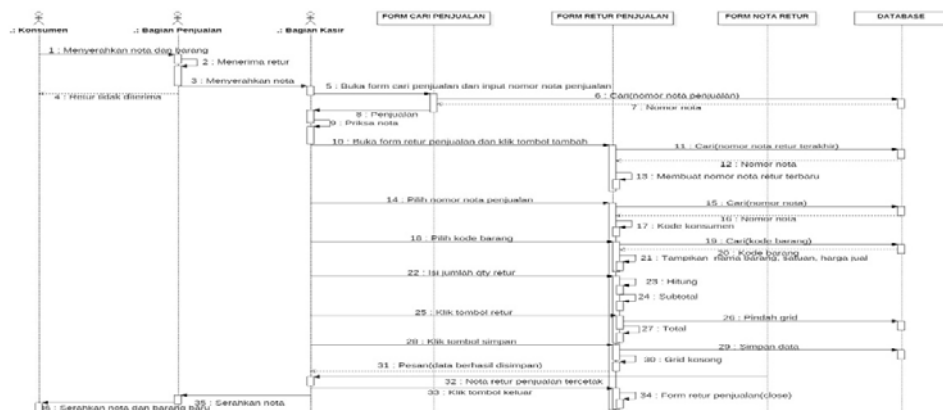 FORM CARI PENJUALAN
FORM RETUR PENJUALAN
FORM NOTA RETUR
DATABASE
.: Konsumen
.: Bagian Penjualan
.: Bagian Kasir
1 : Menyerahkan nota dan barang
2 : Menerima retur
3 : Menyerahkan nota
4 : Retur tidak diterima
5 : Buka form cari penjualan dan input nomor nota penjualan
6 : Cari(nomor nota penjualan)
7 : Nomor nota
8 : Penjualan
9 : Priksa nota
10 : Buka form retur penjualan dan klik tombol tambah
11 : Cari(nomor nota retur terakhir)
12 : Nomor nota
13 : Membuat nomor nota retur terbaru
14 : Pilih nomor nota penjualan
15 : Cari(nomor nota)
16 : Nomor nota
17 : Kode konsumen
18 : Pilih kode barang
19 : Cari(kode barang)
20 : Kode barang
21 : Tampikan nama barang, satuan, harga jual
22 : Isi jumlah qty retur
23 : Hitung
24 : Subtotal
25 : Klik tombol retur
26 : Pindah grid
27 : Total
28 : Klik tombol simpan
29 : Simpan data
30 : Grid kosong
31 : Pesan(data berhasil disimpan)
32 : Nota retur penjualan tercetak
33 : Klik tombol keluar
34 : Form retur penjualan(close)
35 : Serahkan nota
36 : Serahkan nota dan barang baru